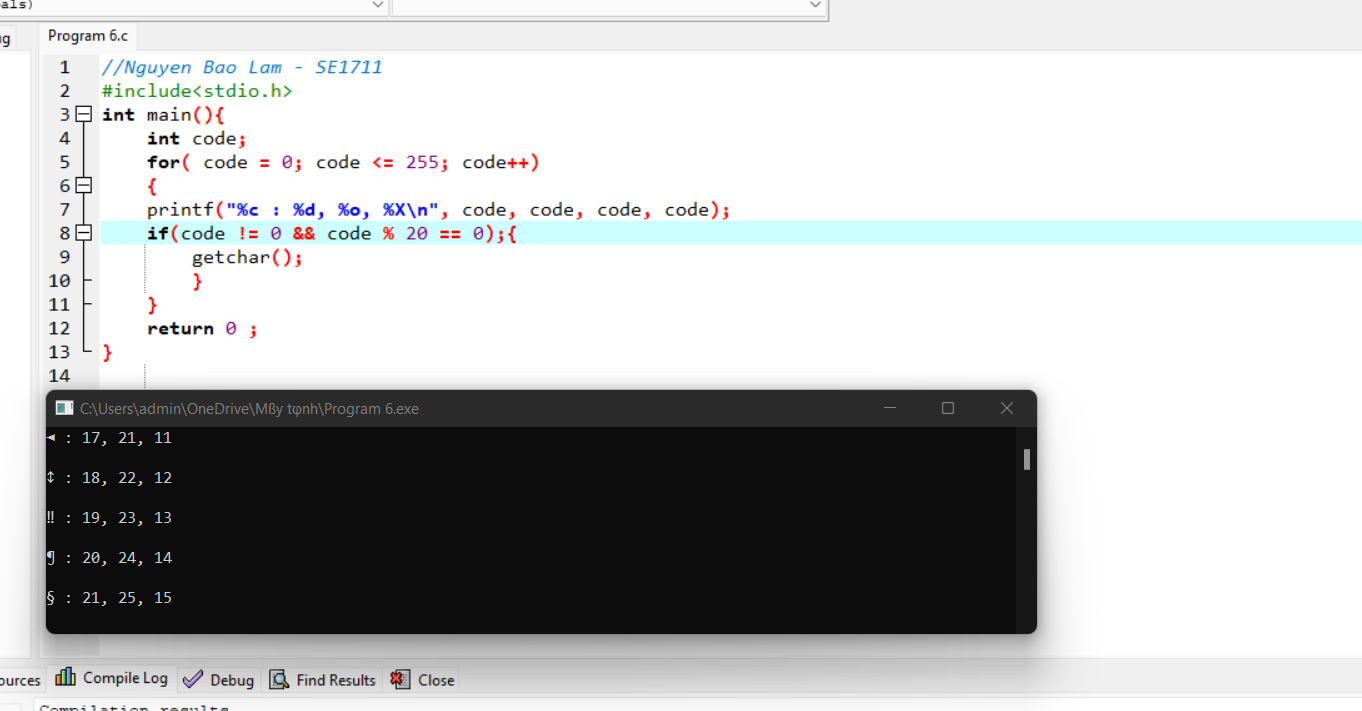 als)
Program 6.c
1 //Nguyen Bao Lam - SE1711
2 #include<stdio.h>
3 int main(){
4 int code;
5 for( code = 0; code <= 255; code++)
6 {
7 printf("%c : %d, %o, %X\n", code, code, code, code);
8 if(code != 0 && code % 20 == 0);{
9 getchar();
10 }
11 }
12 return 0 ;
13 }
14
C:\Users\admin\OneDrive\Mßy tφnh\Program 6.exe
◄ : 17, 21, 11
↕ : 18, 22, 12
‼ : 19, 23, 13
¶ : 20, 24, 14
§ : 21, 25, 15
ources Compile Log Debug Find Results Close
Compilation results